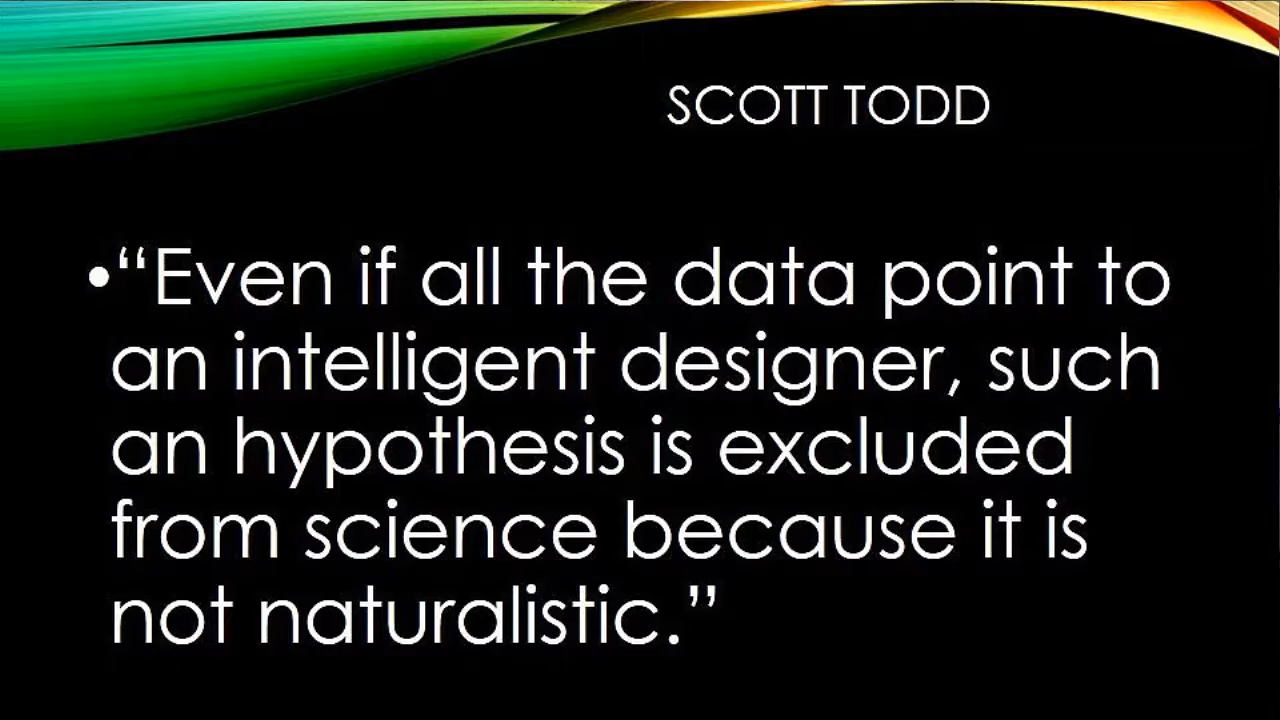 SCOTT TODD
•“Even if all the data point to
an intelligent designer, such
an hypothesis is excluded
from science because it is
not naturalistic.”